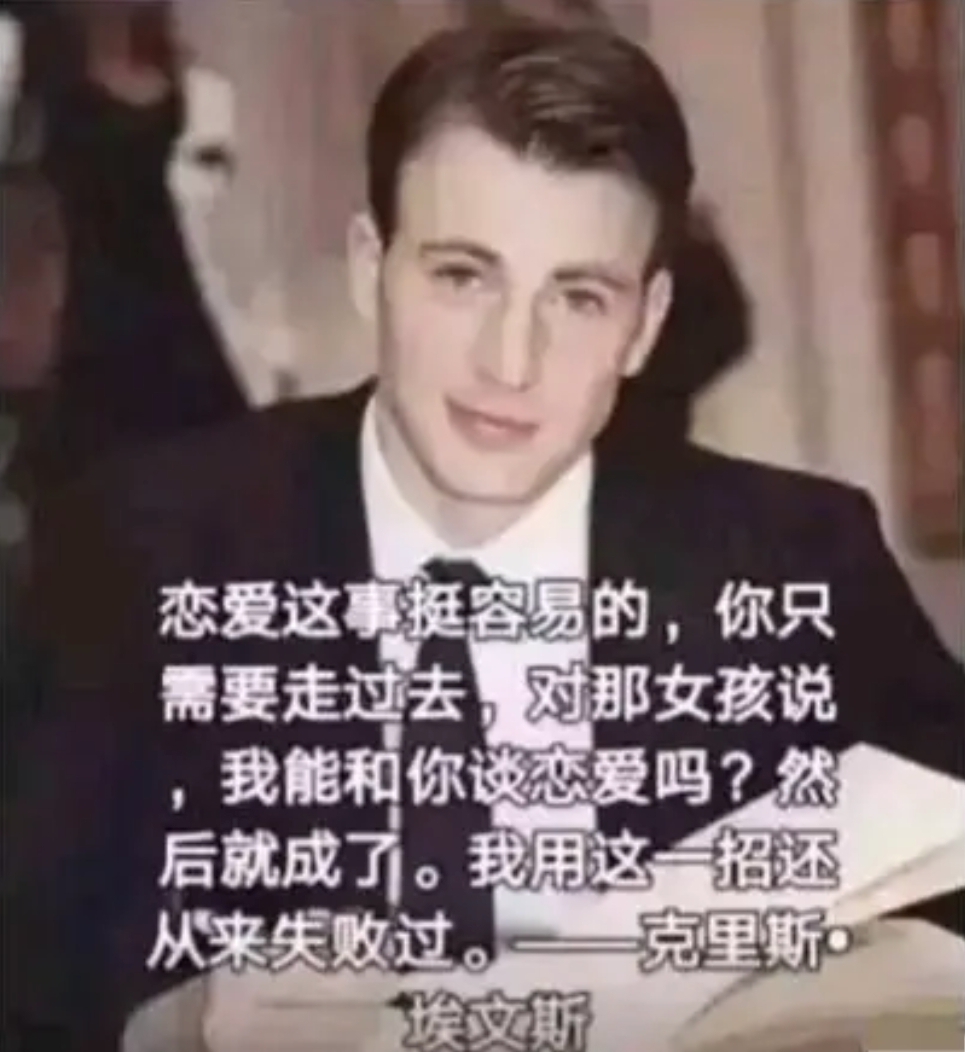 恋爱这事挺容易的，你只
需要走过去，对那女孩说
，我能和你谈恋爱吗？然
后就成了。我用这一招还
从来失败过。——克里斯•
埃文斯